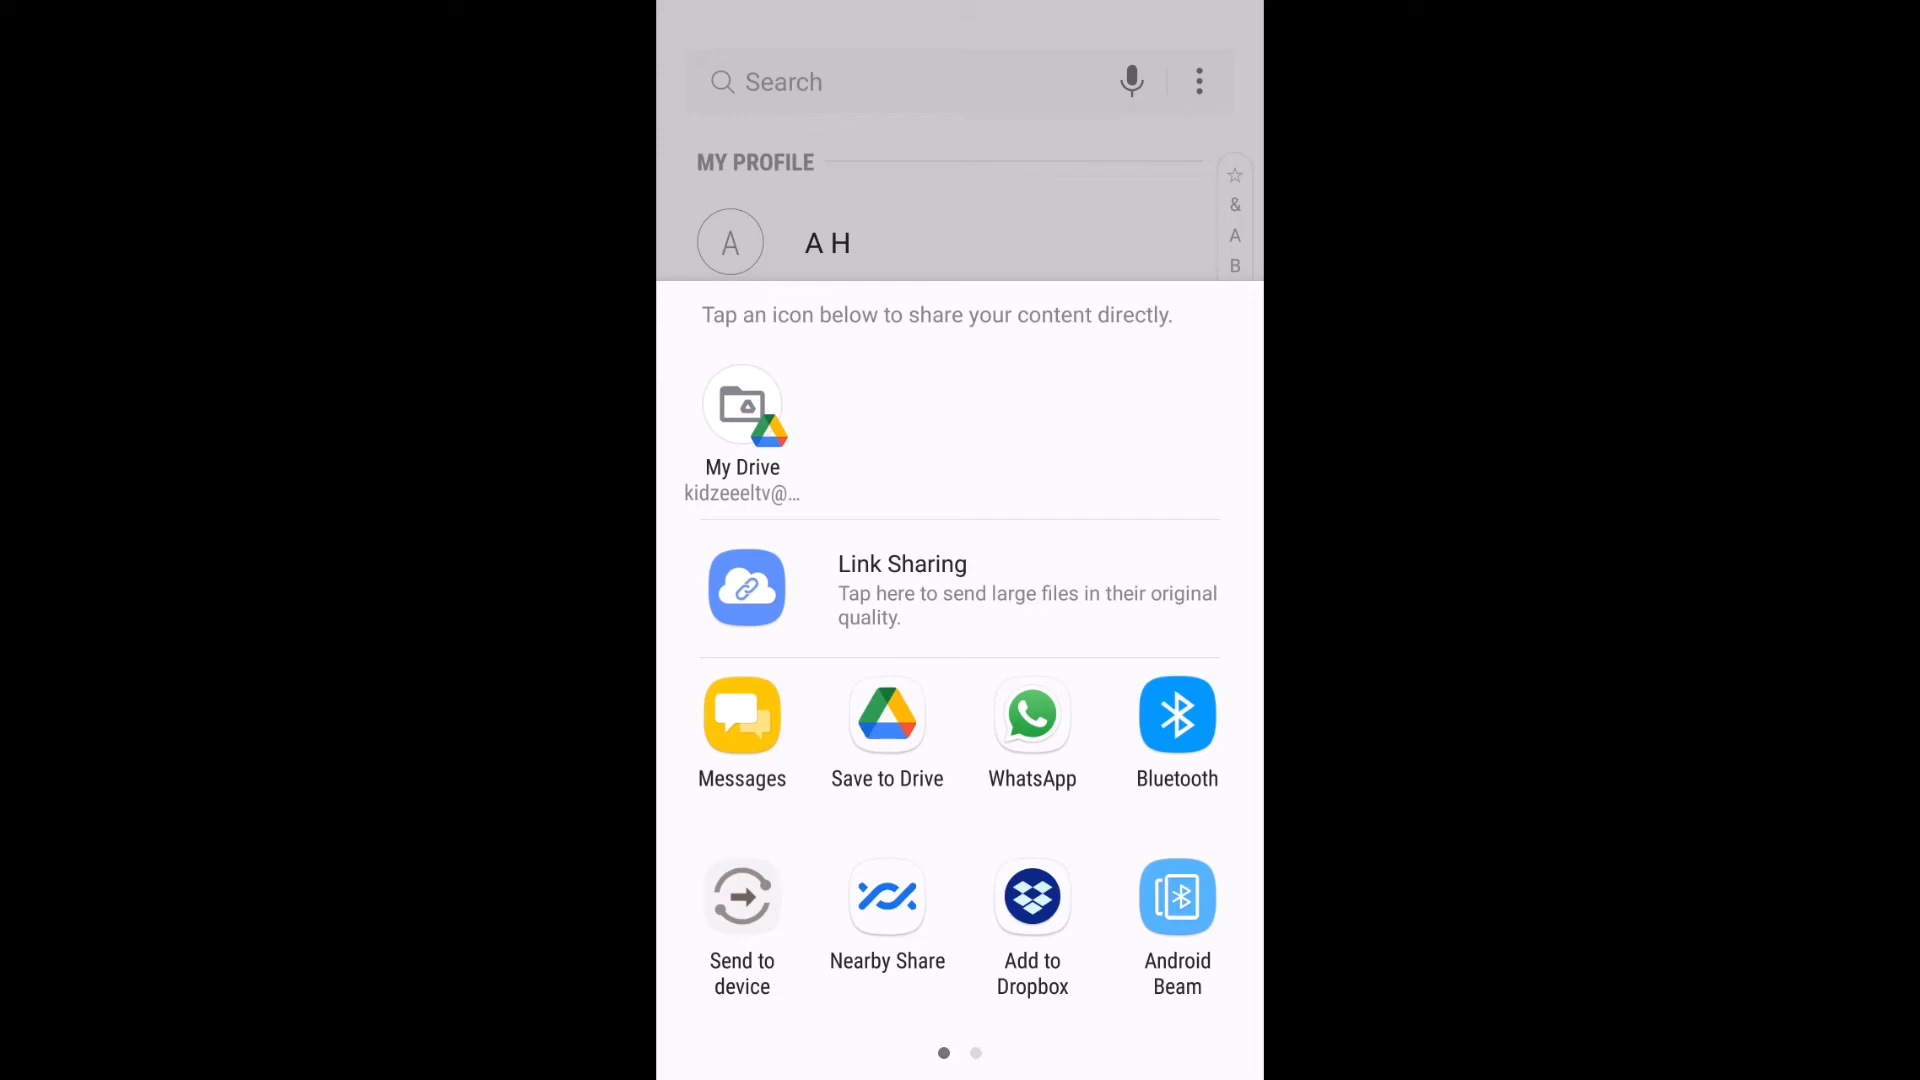 Search
MY PROFILE
☆
&
A
A H
A
B
Tap an icon below to share your content directly.
My Drive
kidzeeeltv@...
Link Sharing
Tap here to send large files in their original
quality.
Messages
Save to Drive
WhatsApp
Bluetooth
Send to
device
Nearby Share
Add to
Dropbox
Android
Beam